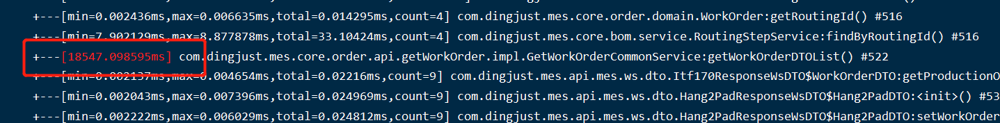 +---[min=0.002436ms,max=0.006635ms,total=0.014295ms,count=4] com.dingjust.mes.core.order.domain.WorkOrder:getRoutingId() #516
+---[min=7.902129ms,max=8.877878ms,total=33.10424ms,count=4] com.dingjust.mes.core.bom.service.RoutingStepService:findByRoutingId() #516
+---[18547.098595ms] com.dingjust.mes.core.order.api.getWorkOrder.impl.GetWorkOrderCommonService:getWorkOrderDTOList() #522
+---[min=0.002137ms,max=0.004654ms,total=0.02216ms,count=9] com.dingjust.mes.api.mes.ws.dto.Itf170ResponseWsDTO$WorkOrderDTO:getProductionO
+---[min=0.002043ms,max=0.007396ms,total=0.024969ms,count=9] com.dingjust.mes.api.mes.ws.dto.Hang2PadResponseWsDTO$Hang2PadDTO:<init>() #53
+---[min=0.002222ms,max=0.006029ms,total=0.024812ms,count=9] com.dingjust.mes.api.mes.ws.dto.Hang2PadResponseWsDTO$Hang2PadDTO:setWorkOrder